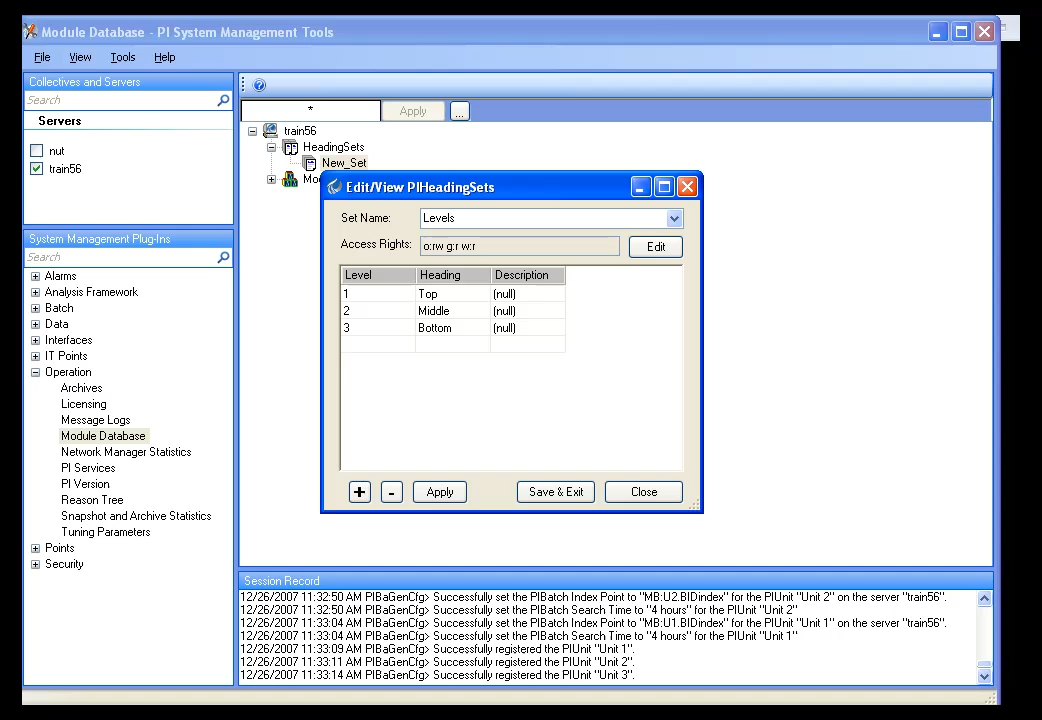 Module Database - PI System Management Tools
File View Tools Help
Collectives and Servers
Search
Servers
nut
train56
System Management Plug-Ins
Search
Alarms
Analysis Framework
Batch
Data
Interfaces
IT Points
Operation
Archives
Licensing
Message Logs
Module Database
Network Manager Statistics
PI Services
PI Version
Reason Tree
Snapshot and Archive Statistics
Tuning Parameters
Points
Security
* Apply ...
train56
HeadingSets
New_Set
Mo
Edit/View PIHeadingSets
Set Name: Levels
Access Rights: o:rw g:r w:r Edit
Level Heading Description
1 Top (null)
2 Middle (null)
3 Bottom (null)
+ - Apply Save & Exit Close
Session Record
12/26/2007 11:32:50 AM PIBaGenCfg> Successfully set the PIBatch Index Point to "MB:U2.BIDindex" for the PIUnit "Unit 2" on the server "train56".
12/26/2007 11:32:50 AM PIBaGenCfg> Successfully set the PIBatch Search Time to "4 hours" for the PIUnit "Unit 2"
12/26/2007 11:33:04 AM PIBaGenCfg> Successfully set the PIBatch Index Point to "MB:U1.BIDindex" for the PIUnit "Unit 1" on the server "train56".
12/26/2007 11:33:04 AM PIBaGenCfg> Successfully set the PIBatch Search Time to "4 hours" for the PIUnit "Unit 1"
12/26/2007 11:33:09 AM PIBaGenCfg> Successfully registered the PIUnit "Unit 1".
12/26/2007 11:33:11 AM PIBaGenCfg> Successfully registered the PIUnit "Unit 2".
12/26/2007 11:33:14 AM PIBaGenCfg> Successfully registered the PIUnit "Unit 3".